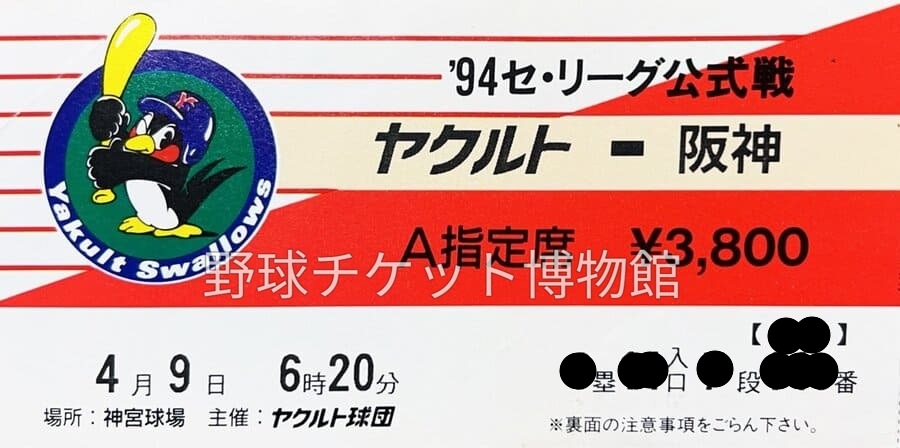 '94セ・リーグ公式戦
ヤクルト - 阪神
A指定席 ¥3,800
Yakult Swallows
野球チケット博物館
4月9日 6時20分
場所：神宮球場 主催：ヤクルト球団
【 】
塁 入口 段 番
※裏面の注意事項をごらん下さい。